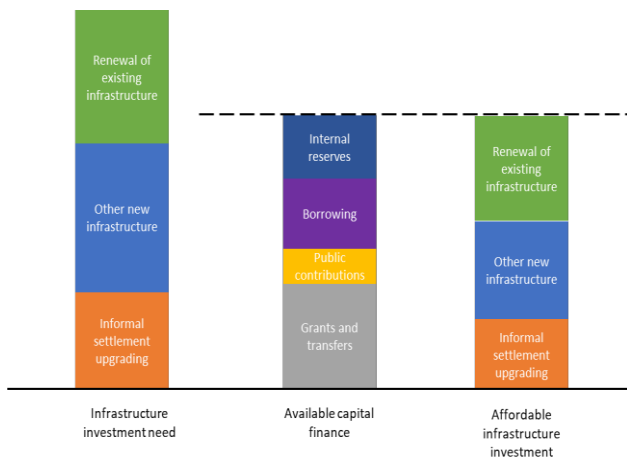 Renewal of
existing
infrastructure
Other new
infrastructure
Informal
settlement
upgrading
Internal
reserves
Borrowing
Public
contributions
Grants and
transfers
Renewal of
existing
infrastructure
Other new
infrastructure
Informal
settlement
upgrading
Infrastructure
investment need
Available capital
finance
Affordable
infrastructure
investment